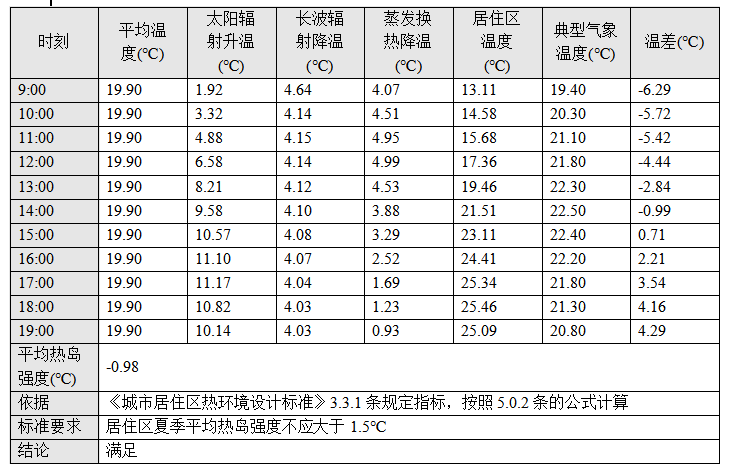 时刻 平均温度(℃) 太阳辐射升温(℃) 长波辐射降温(℃) 蒸发换热降温(℃) 居住区温度(℃) 典型气象温度(℃) 温差(℃)
9:00 19.90 1.92 4.64 4.07 13.11 19.40 -6.29
10:00 19.90 3.32 4.14 4.51 14.58 20.30 -5.72
11:00 19.90 4.88 4.15 4.95 15.68 21.10 -5.42
12:00 19.90 6.58 4.14 4.99 17.36 21.80 -4.44
13:00 19.90 8.21 4.12 4.53 19.46 22.30 -2.84
14:00 19.90 9.58 4.10 3.88 21.51 22.50 -0.99
15:00 19.90 10.57 4.08 3.29 23.11 22.40 0.71
16:00 19.90 11.10 4.07 2.52 24.41 22.20 2.21
17:00 19.90 11.17 4.04 1.69 25.34 21.80 3.54
18:00 19.90 10.82 4.03 1.23 25.46 21.30 4.16
19:00 19.90 10.14 4.03 0.93 25.09 20.80 4.29
平均热岛强度(℃) -0.98
依据 《城市居住区热环境设计标准》3.3.1 条规定指标，按照 5.0.2 条的公式计算
标准要求 居住区夏季平均热岛强度不应大于 1.5℃
结论 满足